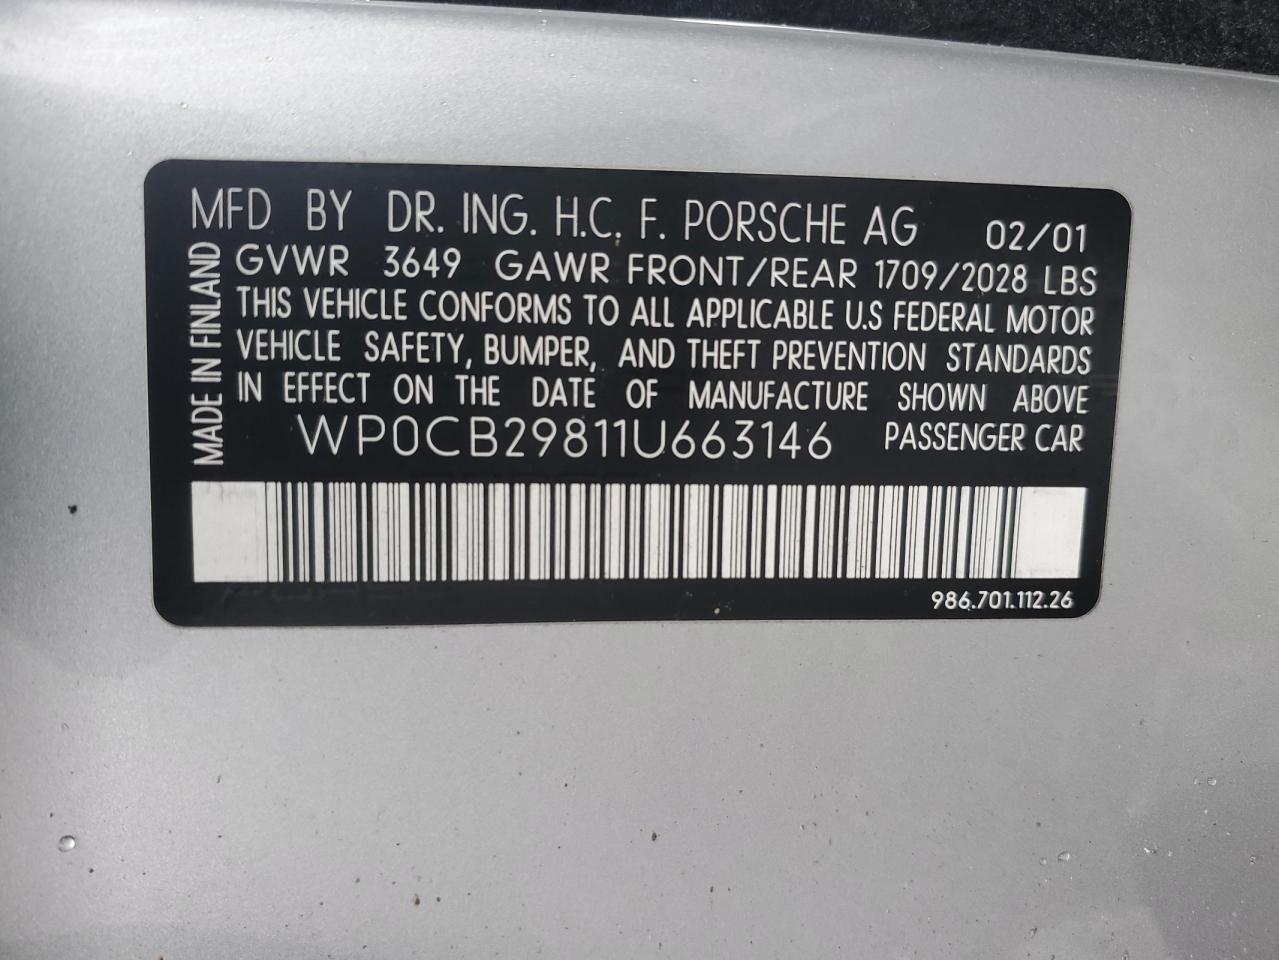 MFD BY DR. ING. H.C. F. PORSCHE AG 02/01
GVWR 3649 GAWR FRONT/REAR 1709/2028 LBS
THIS VEHICLE CONFORMS TO ALL APPLICABLE U.S FEDERAL MOTOR
VEHICLE SAFETY, BUMPER, AND THEFT PREVENTION STANDARDS
IN EFFECT ON THE DATE OF MANUFACTURE SHOWN ABOVE
WP0CB29811U663146 PASSENGER CAR
MADE IN FINLAND
986.701.112.26